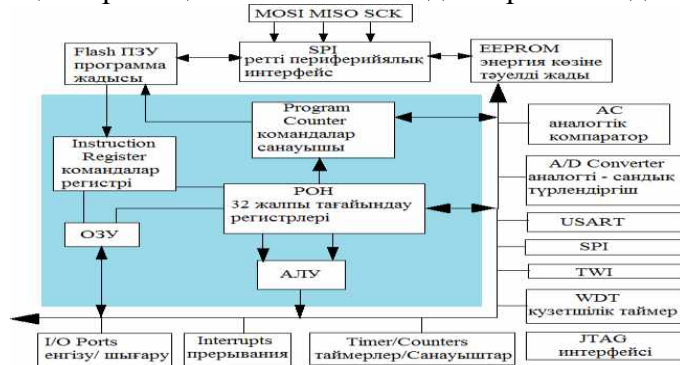 MOSI MISO SCK
Flash ПЗУ
программа
жадысы
SPI
ретті периферийялық
интерфейс
EEPROM
энергия көзіне
тәуелді жады
Program
Counter
командалар
санауышы
Instruction
Register
командалар
регистрі
РОН
32 жалпы тағайындау
регистрлері
ОЗУ
АЛУ
AC
аналогтік
компаратор
A/D Converter
аналогті - сандық
түрлендіргіш
USART
SPI
TWI
WDT
кузетшілік таймер
JTAG
интерфейсі
I/O Ports
енгізу/ шығару
Interrupts
прерывания
Timer/Counters
таймерлер/Санауыштар